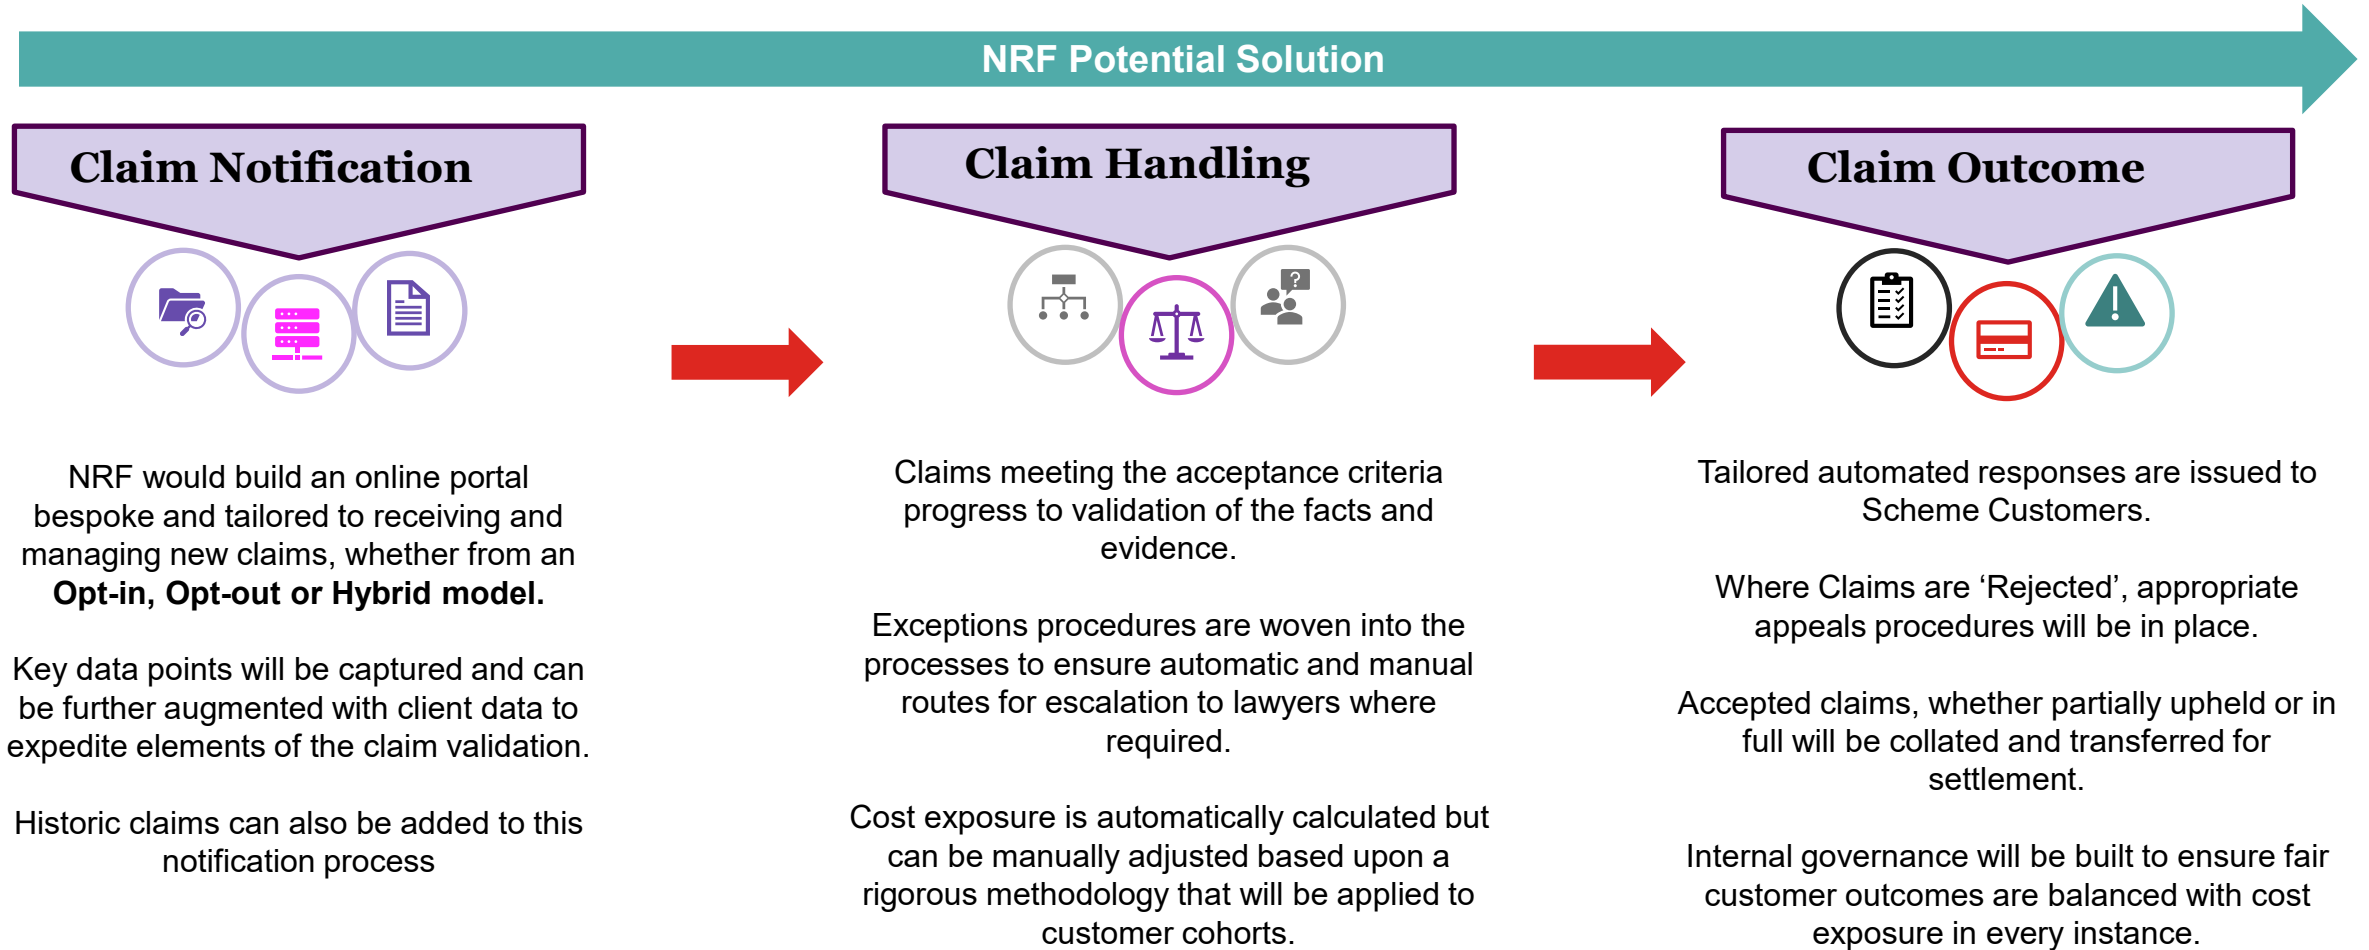 NRF Potential Solution
Claim Notification
NRF would build an online portal
bespoke and tailored to receiving and
managing new claims, whether from an
Opt-in, Opt-out or Hybrid model.
Key data points will be captured and can
be further augmented with client data to
expedite elements of the claim validation.
Historic claims can also be added to this
notification process
Claim Handling
?
Claims meeting the acceptance criteria
progress to validation of the facts and
evidence.
Exceptions procedures are woven into the
processes to ensure automatic and manual
routes for escalation to lawyers where
required.
Cost exposure is automatically calculated but
can be manually adjusted based upon a
rigorous methodology that will be applied to
customer cohorts.
Claim Outcome
Tailored automated responses are issued to
Scheme Customers.
Where Claims are ‘Rejected’, appropriate
appeals procedures will be in place.
Accepted claims, whether partially upheld or in
full will be collated and transferred for
settlement.
Internal governance will be built to ensure fair
customer outcomes are balanced with cost
exposure in every instance.